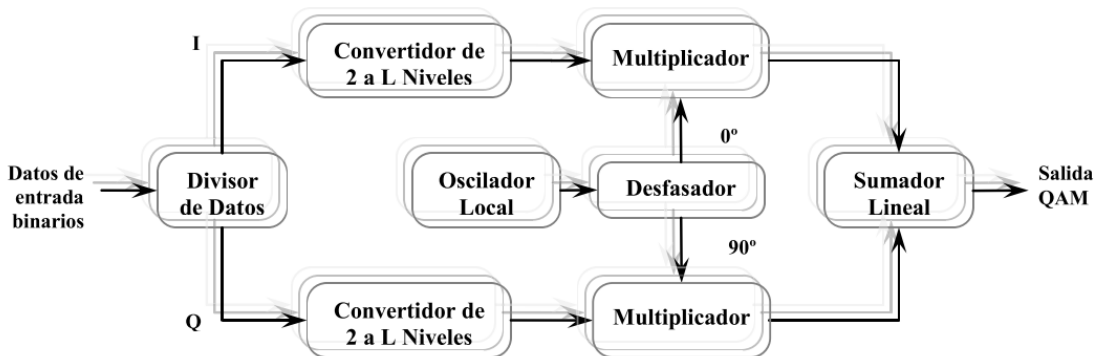 I
Convertidor de
2 a L Niveles
Multiplicador
0º
Datos de
entrada
binarios
Divisor
de Datos
Oscilador
Local
Desfasador
Sumador
Lineal
Salida
QAM
90º
Q
Convertidor de
2 a L Niveles
Multiplicador